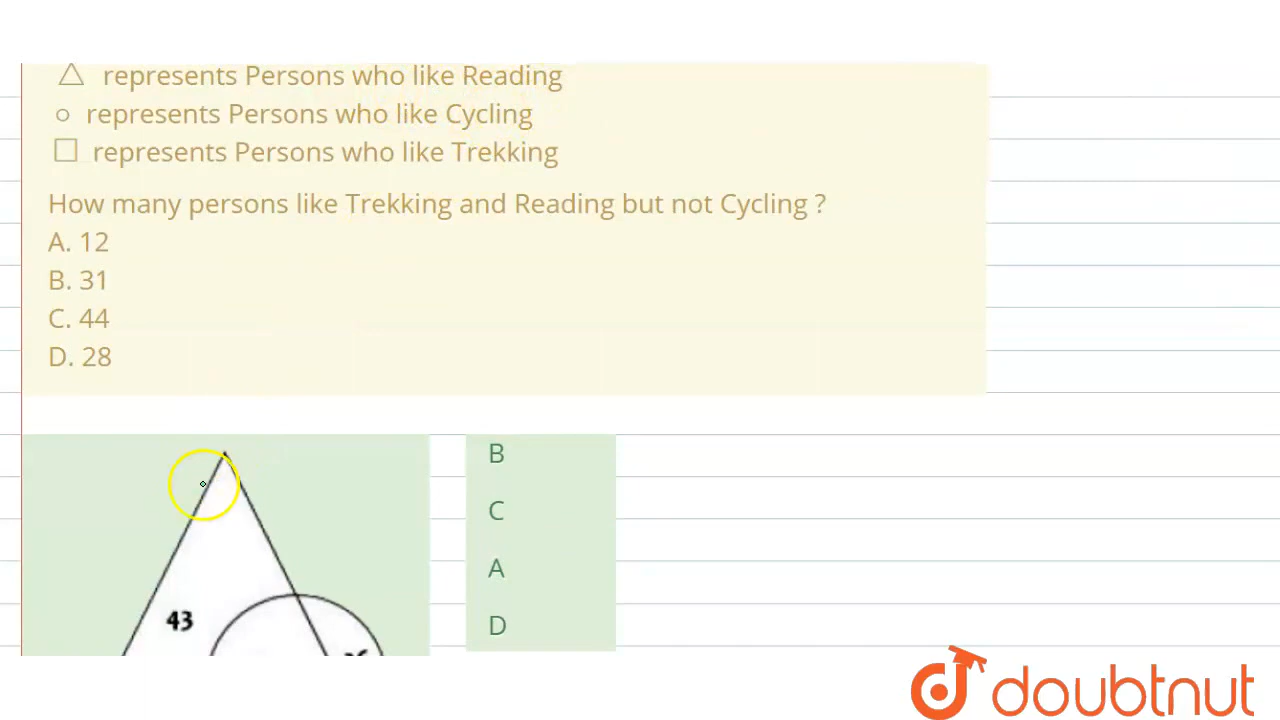 △ represents Persons who like Reading
○ represents Persons who like Cycling
□ represents Persons who like Trekking
How many persons like Trekking and Reading but not Cycling ?
A. 12
B. 31
C. 44
D. 28
B
C
A
D
43
doubtnut